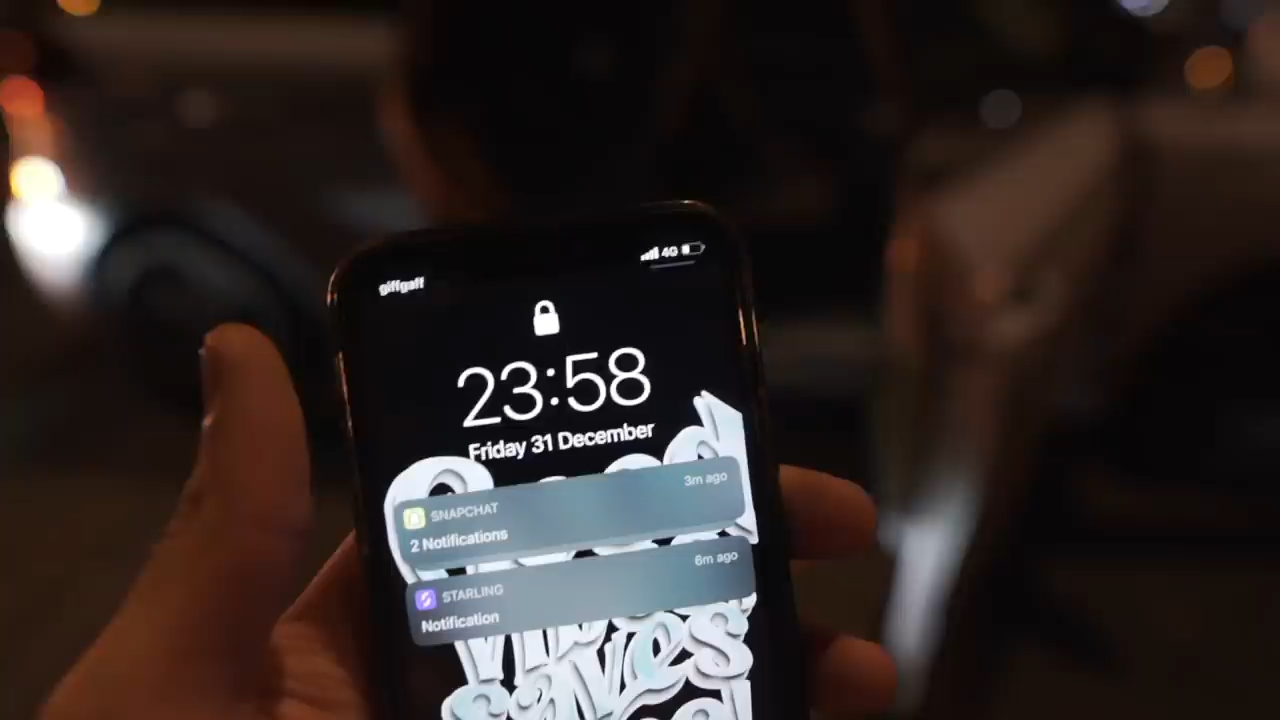 giffgaff
4G
23:58
Friday 31 December
SNAPCHAT
3m ago
2 Notifications
STARLING
6m ago
Notification